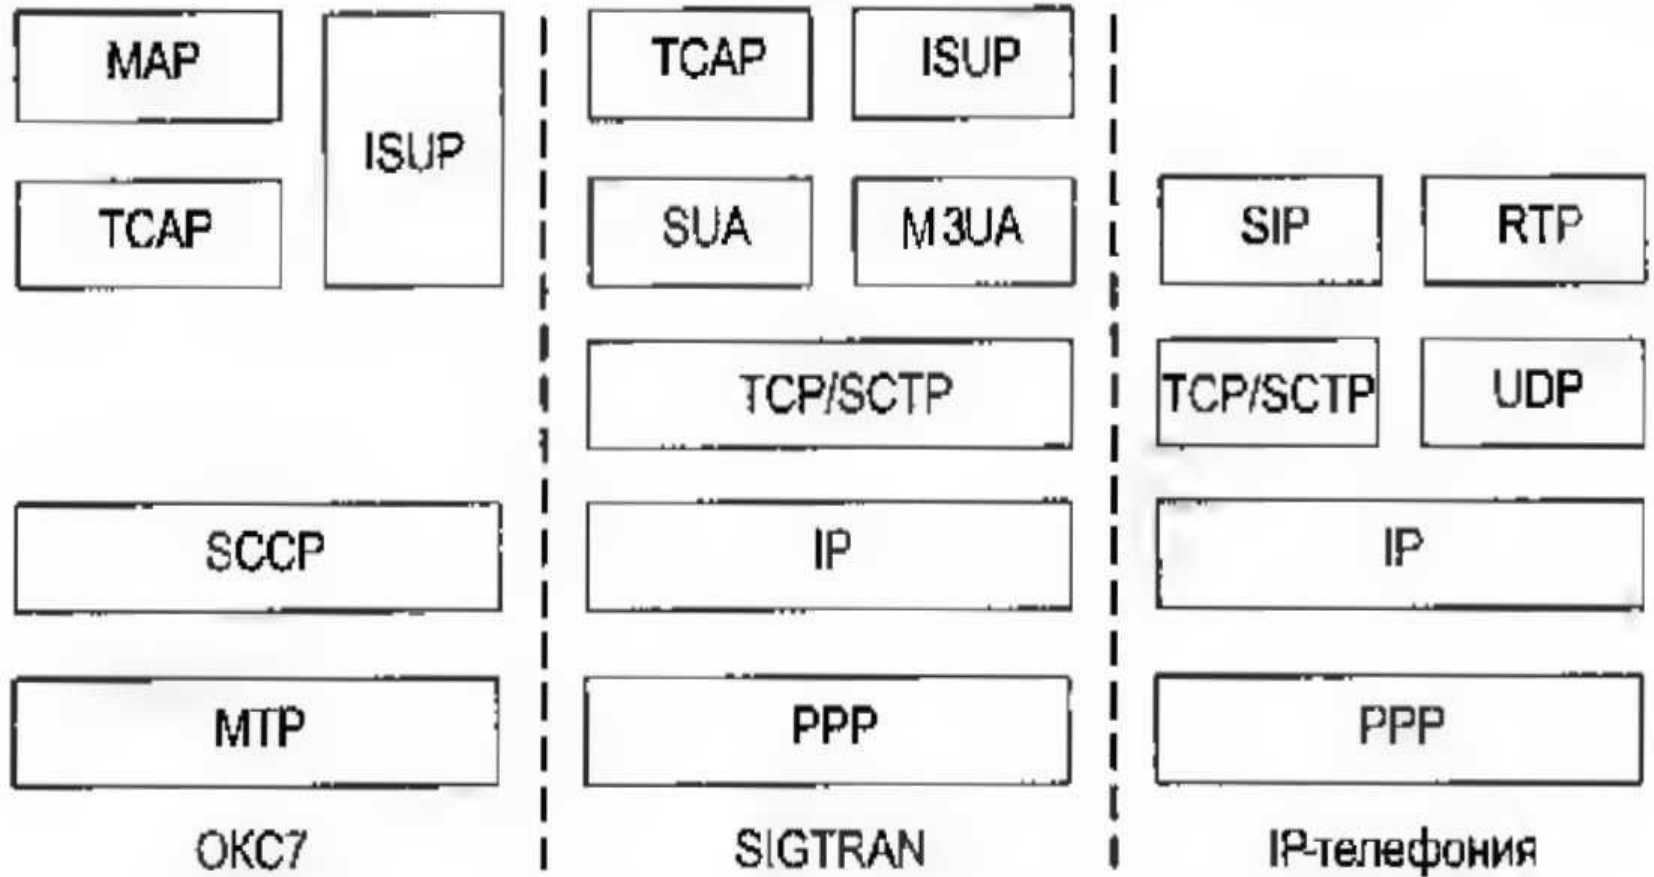 MAP
ISUP
TCAP
SCCP
MTP
ОКС7
TCAP
ISUP
SUA
M3UA
TCP/SCTP
IP
PPP
SIGTRAN
SIP
RTP
TCP/SCTP
UDP
IP
PPP
IP-телефония